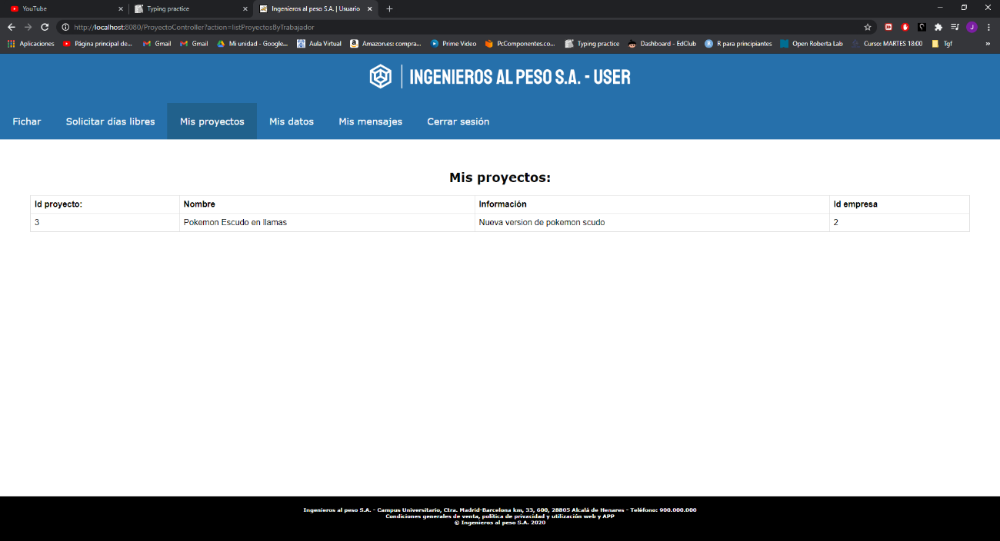 YouTube
Typing practice
Ingenieros al peso S.A. | Usuario
http://localhost:8080/ProyectoController?action=listProyectosByTrabajador
J
Aplicaciones
Página principal de...
Gmail
Gmail
Mi unidad - Google...
Aula Virtual
Amazon.es: compra...
Prime Video
PcComponentes.co...
Typing practice
Dashboard - EdClub
R para principiantes
Open Roberta Lab
Curso: MARTES 18:00
Tgf
»
INGENIEROS AL PESO S.A. - USER
Fichar Solicitar días libres Mis proyectos Mis datos Mis mensajes Cerrar sesión
Mis proyectos:
Id proyecto: Nombre Información Id empresa
3 Pokemon Escudo en llamas Nueva version de pokemon scudo 2
Ingenieros al peso S.A. - Campus Universitario, Ctra. Madrid-Barcelona km, 33, 600, 28805 Alcalá de Henares - Teléfono: 900.000.000
Condiciones generales de venta, política de privacidad y utilización web y APP
© Ingenieros al peso S.A. 2020